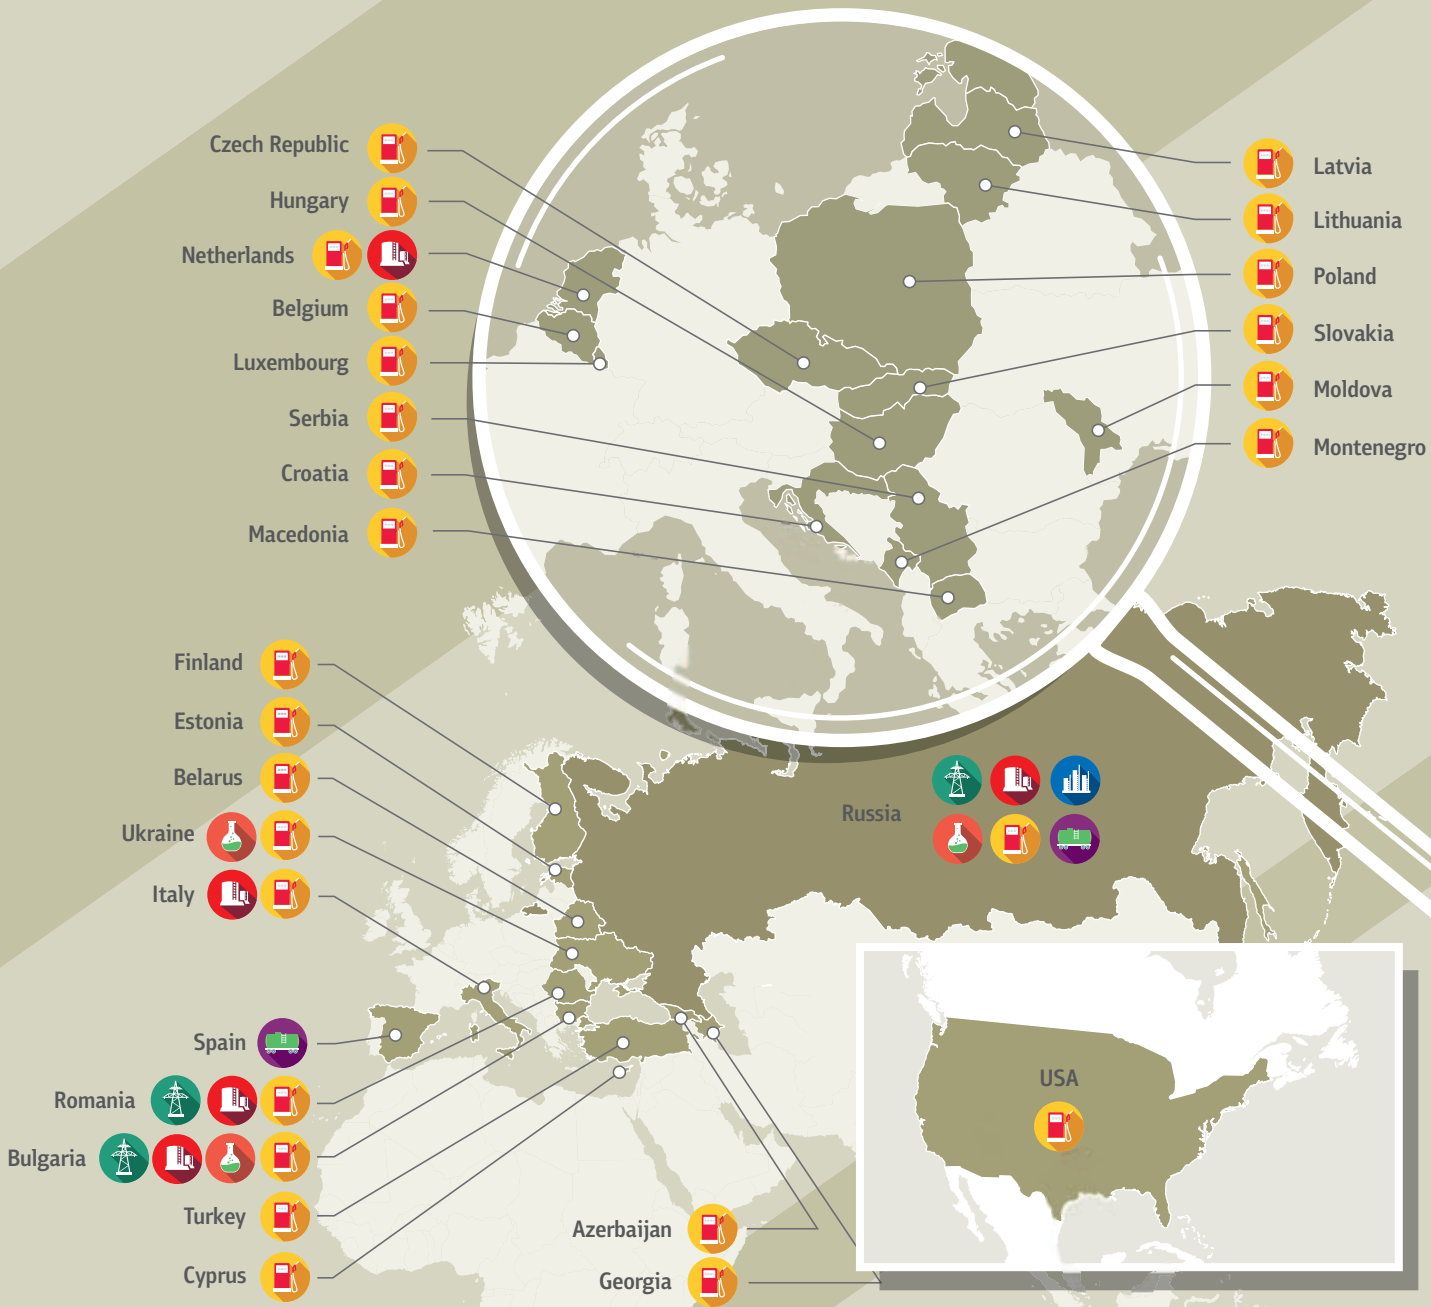 Czech Republic
Hungary
Netherlands
Belgium
Luxembourg
Serbia
Croatia
Macedonia
Latvia
Lithuania
Poland
Slovakia
Moldova
Montenegro
Finland
Estonia
Belarus
Ukraine
Italy
Russia
Spain
Romania
Bulgaria
Turkey
Cyprus
Azerbaijan
Georgia
USA